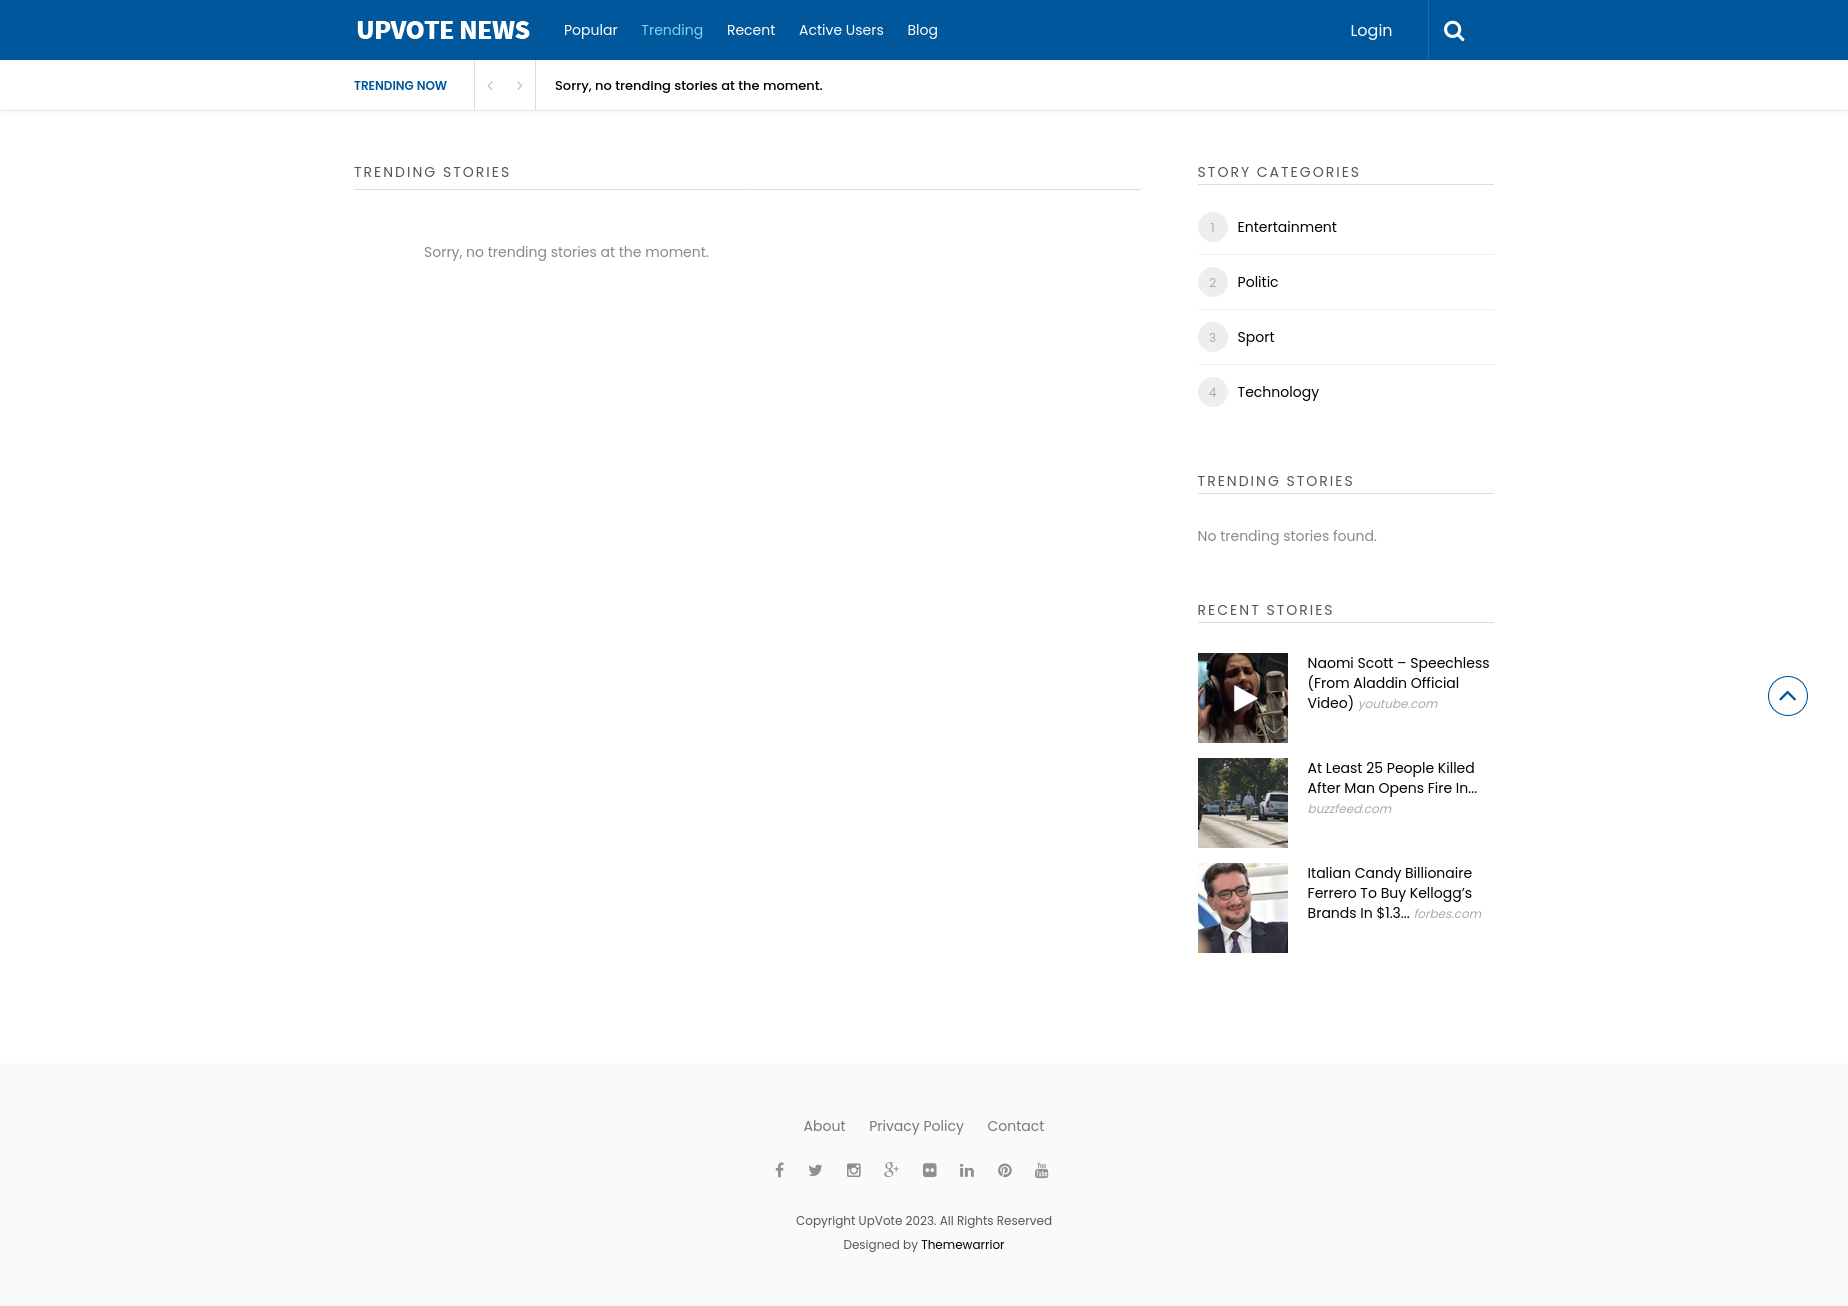 UPVOTE NEWS
Popular
Trending
Recent
Active Users
Blog
Login
TRENDING NOW
Sorry, no trending stories at the moment.
TRENDING STORIES
Sorry, no trending stories at the moment.
STORY CATEGORIES
1 Entertainment
2 Politic
3 Sport
4 Technology
TRENDING STORIES
No trending stories found.
RECENT STORIES
Naomi Scott – Speechless
(From Aladdin Official
Video) youtube.com
At Least 25 People Killed
After Man Opens Fire In...
buzzfeed.com
Italian Candy Billionaire
Ferrero To Buy Kellogg’s
Brands In $1.3... forbes.com
About
Privacy Policy
Contact
Copyright UpVote 2023. All Rights Reserved
Designed by Themewarrior